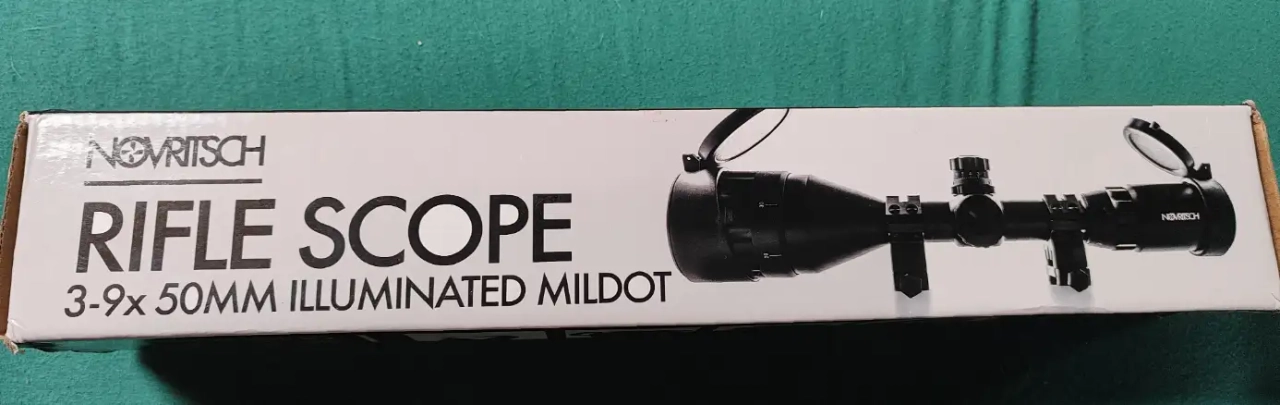 NOVRITSCH
RIFLE SCOPE
3-9x 50MM ILLUMINATED MILDOT
NOVRITSCH